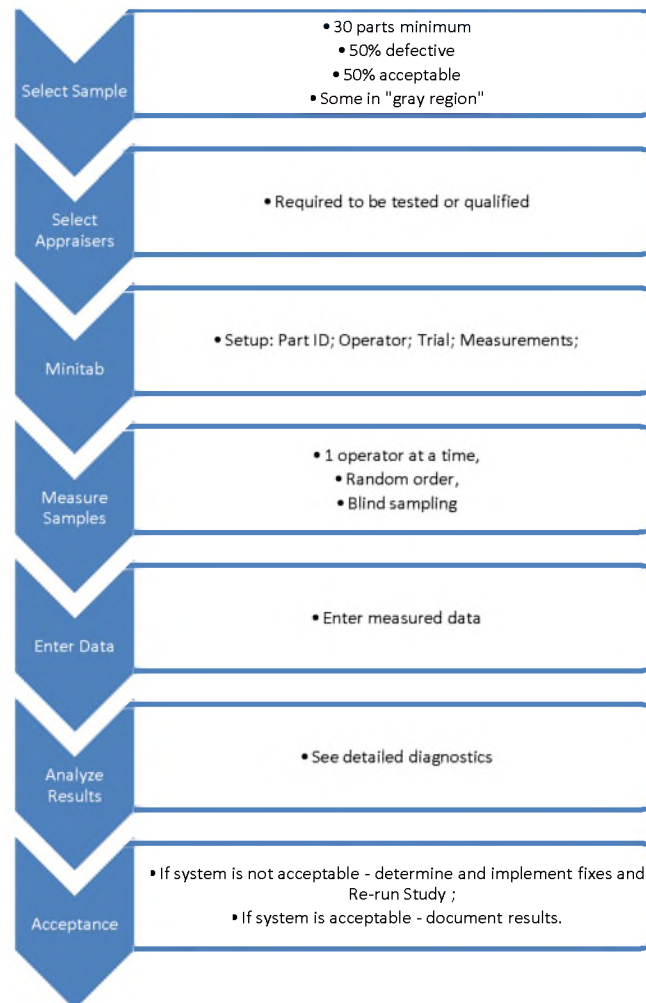 Select Sample
• 30 parts minimum
• 50% defective
• 50% acceptable
• Some in "gray region"
Select
Appraisers
• Required to be tested or qualified
Minitab
• Setup: Part ID; Operator; Trial; Measurements;
Measure
Samples
• 1 operator at a time,
• Random order,
• Blind sampling
Enter Data
• Enter measured data
Analyze
Results
• See detailed diagnostics
Acceptance
• If system is not acceptable - determine and implement fixes and
Re-run Study ;
• If system is acceptable - document results.